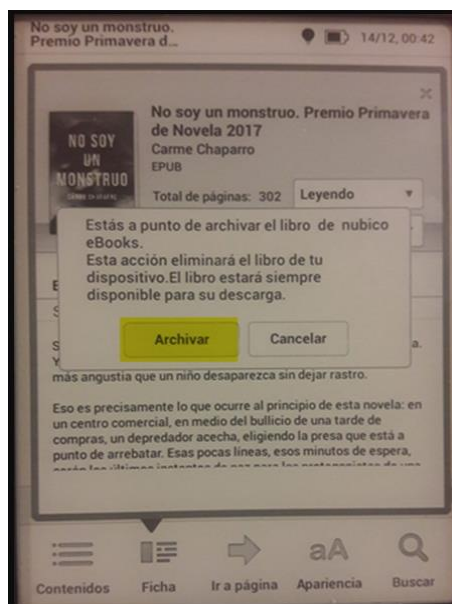 No soy un monstruo.
Premio Primavera d...
14/12, 00:42
No soy un monstruo. Premio Primavera
de Novela 2017
Carme Chaparro
EPUB
Total de páginas: 302
Leyendo
NO SOY
UN
MONSTRUO
CARME CHAPARRO
Estás a punto de archivar el libro de nubico
eBooks.
Esta acción eliminará el libro de tu
dispositivo.El libro estará siempre
disponible para su descarga.
Archivar
Cancelar
más angustia que un niño desaparezca sin dejar rastro.
Eso es precisamente lo que ocurre al principio de esta novela: en
un centro comercial, en medio del bullicio de una tarde de
compras, un depredador acecha, eligiendo la presa que está a
punto de arrebatar. Esas pocas líneas, esos minutos de espera,
Contenidos
Ficha
Ir a página
Apariencia
Buscar